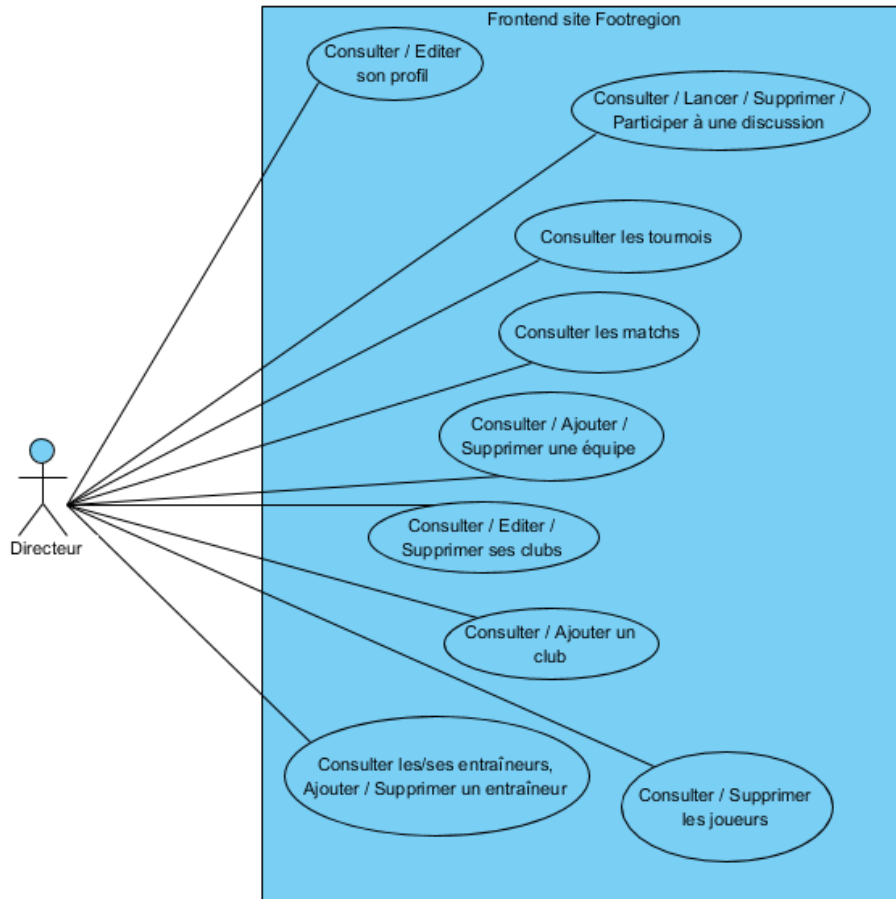 Frontend site Footregion
Consulter / Editer
son profil
Consulter / Lancer / Supprimer /
Participer à une discussion
Consulter les tournois
Consulter les matchs
Consulter / Ajouter /
Supprimer une équipe
Directeur
Consulter / Editer /
Supprimer ses clubs
Consulter / Ajouter un
club
Consulter les/ses entraîneurs,
Ajouter / Supprimer un entraîneur
Consulter / Supprimer
les joueurs